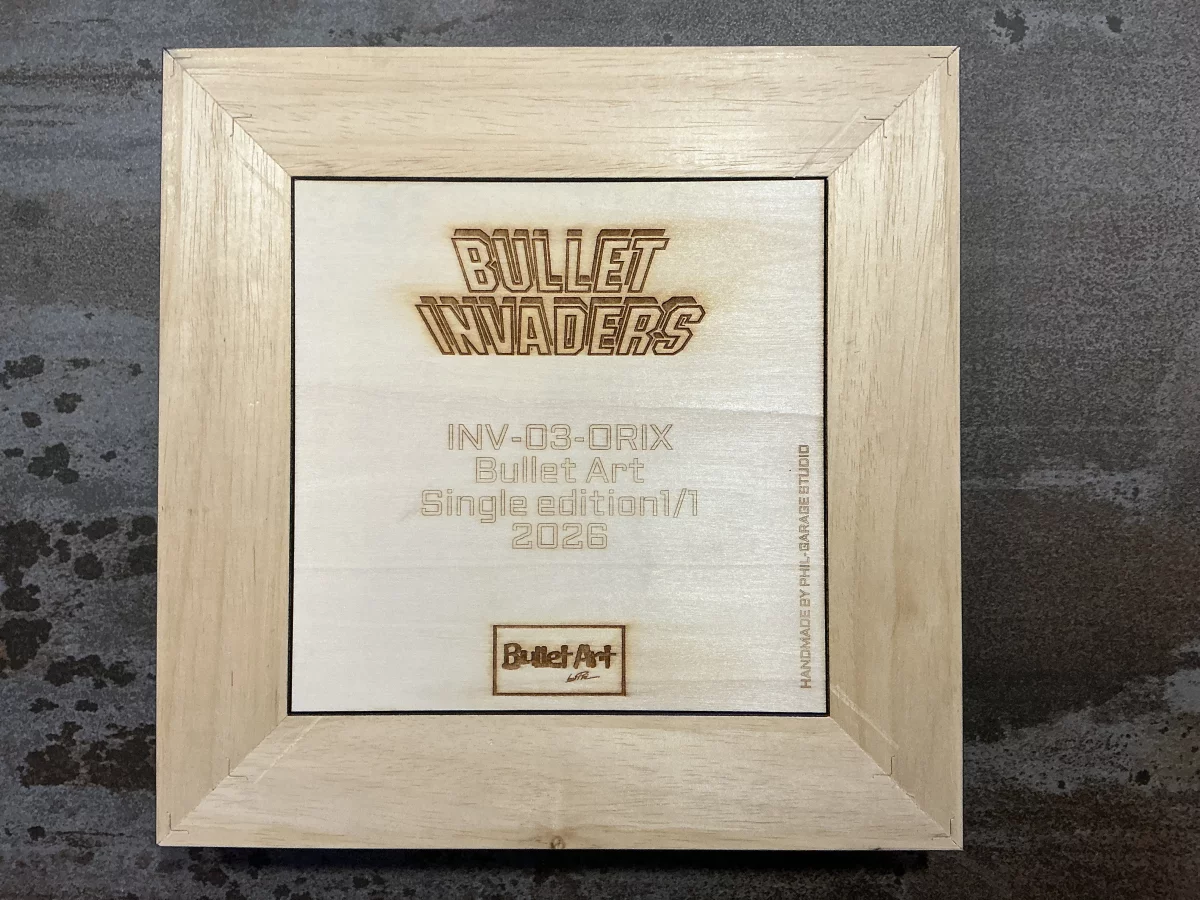 BULLET
INVADERS
INV-03-ORIX
Bullet Art
Single edition1/1
2026
HANDMADE BY PHIL-GARAGE STUDIO
Bullet Art